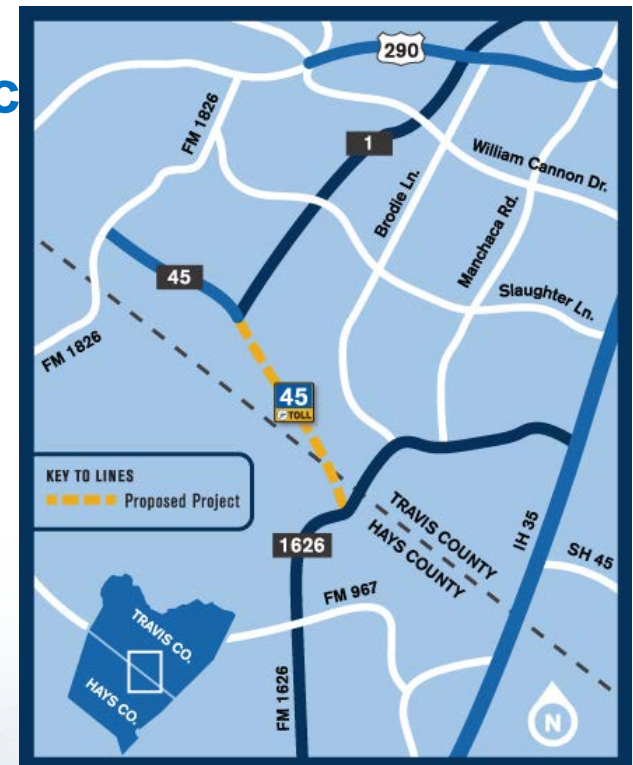 c
290
FM 1826
1
William Cannon Dr.
Brodie Ln.
Manchaca Rd.
45
Slaughter Ln.
FM 1826
45
TOLL
KEY TO LINES
Proposed Project
TRAVIS COUNTY
HAYS COUNTY
IH 35
1626
SH 45
FM 967
TRAVIS CO.
HAYS CO.
FM 1626
N